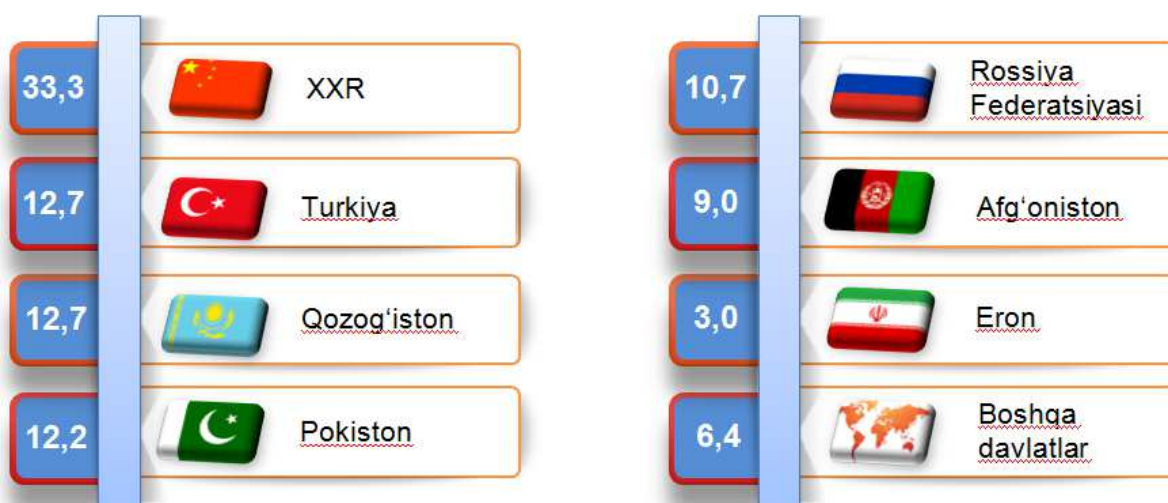 33,3
XXR
12,7
Turkiya
12,7
Qozog‘iston
12,2
Pokiston
10,7
Rossiya
Federatsiyasi
9,0
Afg‘oniston
3,0
Eron
6,4
Boshqa
davlatlar